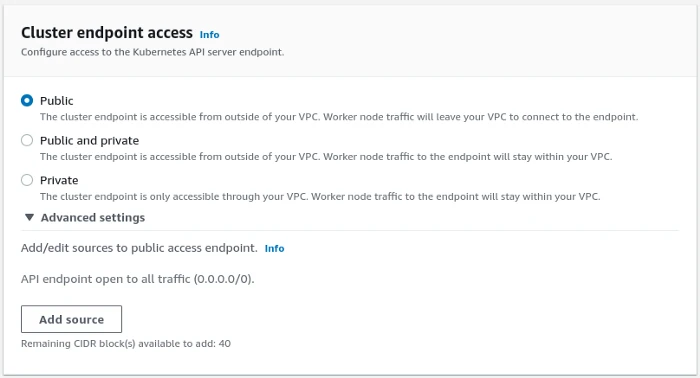 Cluster endpoint access Info
Configure access to the Kubernetes API server endpoint.
Public
The cluster endpoint is accessible from outside of your VPC. Worker node traffic will leave your VPC to connect to the endpoint.
Public and private
The cluster endpoint is accessible from outside of your VPC. Worker node traffic to the endpoint will stay within your VPC.
Private
The cluster endpoint is only accessible through your VPC. Worker node traffic to the endpoint will stay within your VPC.
Advanced settings
Add/edit sources to public access endpoint. Info
API endpoint open to all traffic (0.0.0.0/0).
Add source
Remaining CIDR block(s) available to add: 40